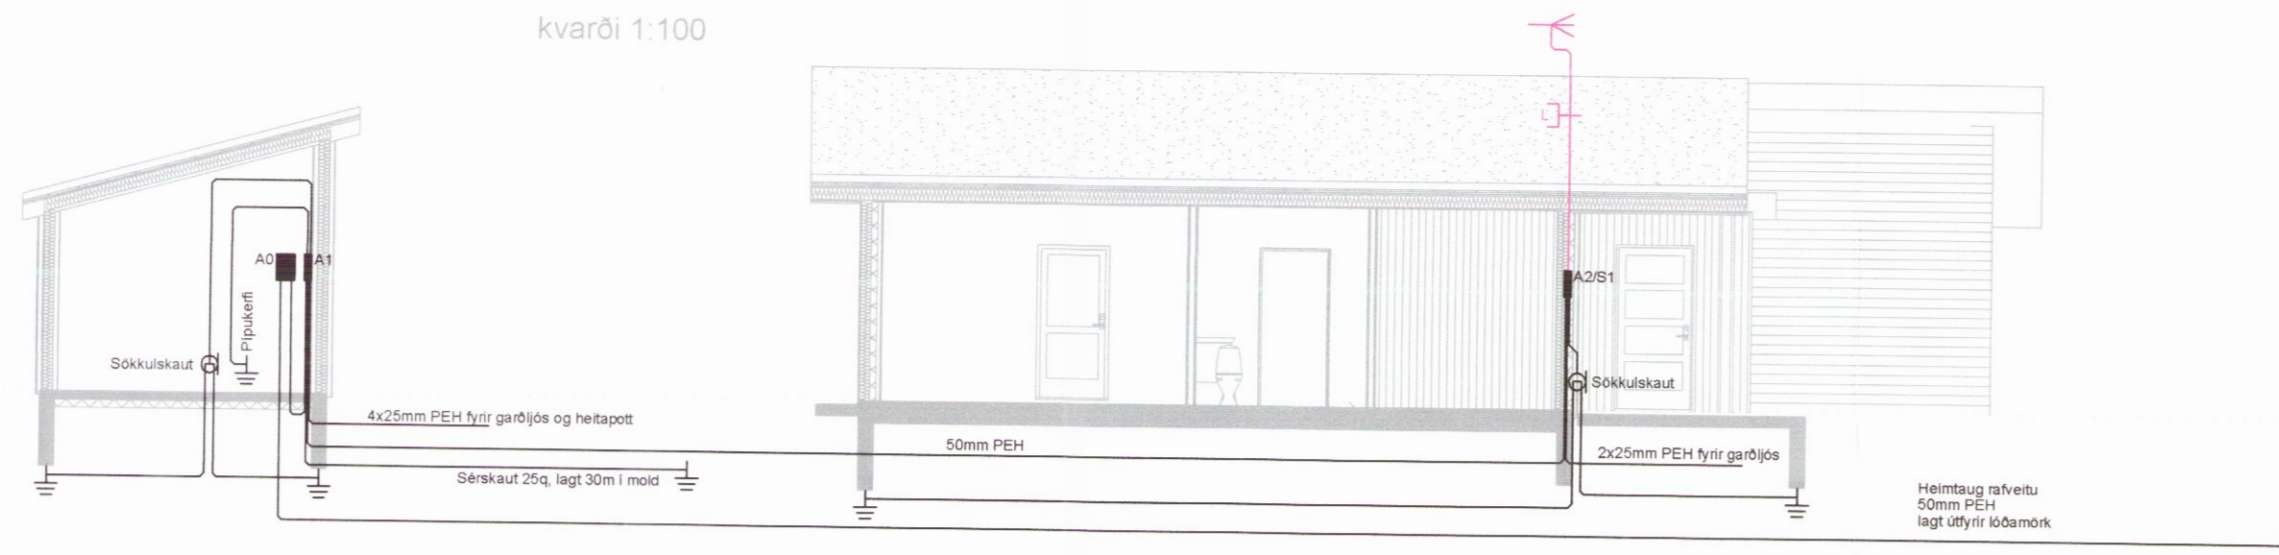 kvarði 1:100
A0
A1
Pípukerfi
Sökkulskaut
4x25mm PEH fyrir garðljós og heitapott
Sérskaut 25q, lagt 30m í mold
50mm PEH
A2/S1
Sökkulskaut
2x25mm PEH fyrir garðljós
Heimtaug rafveitu
50mm PEH
lagt útfyrir lóðamörk